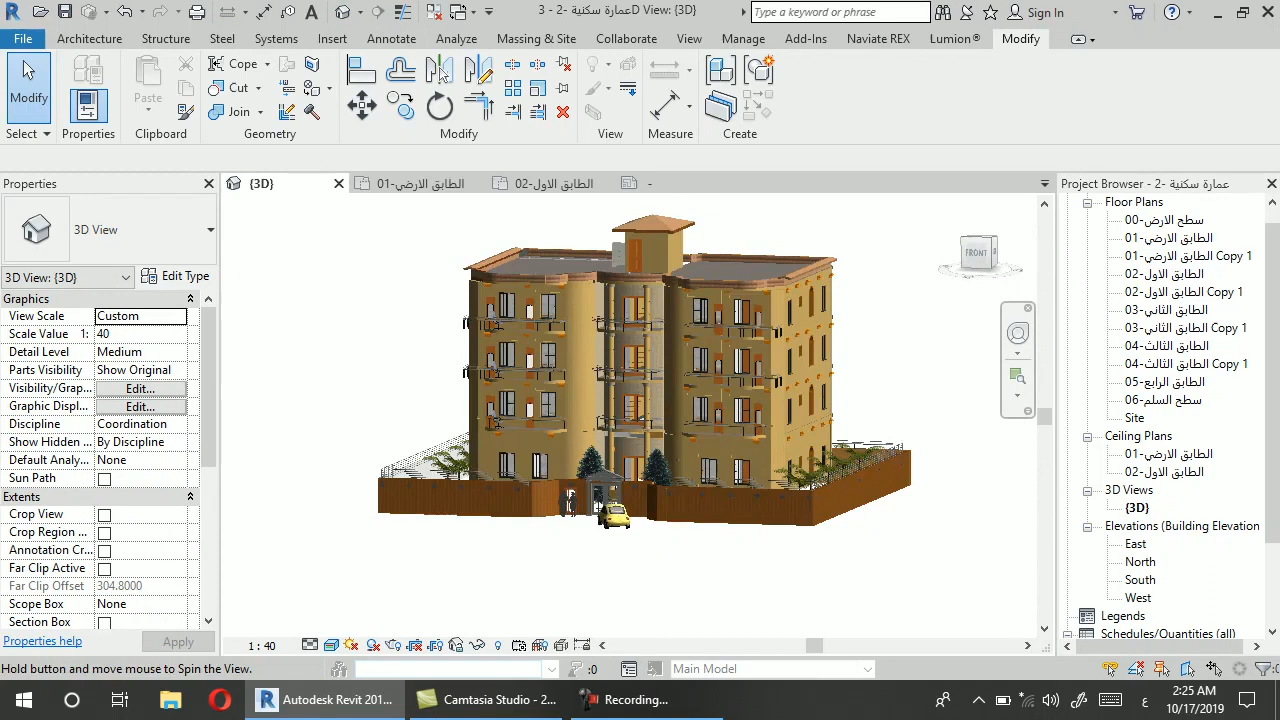 عمارة سكنية -2 - 3D View: {3D}
Type a keyword or phrase
Sign In
File Architecture Structure Steel Systems Insert Annotate Analyze Massing & Site Collaborate View Manage Add-Ins Naviate REX Lumion® Modify
Modify
Paste
Cope
Cut
Join
Select Properties Clipboard Geometry Modify View Measure Create
Properties
{3D}
الطابق الارضي-01
الطابق الاول-02
-
Project Browser - عمارة سكنية -2
3D View
3D View: {3D}
Edit Type
Graphics
View Scale Custom
Scale Value 1: 40
Detail Level Medium
Parts Visibility Show Original
Visibility/Grap... Edit...
Graphic Displ... Edit...
Discipline Coordination
Show Hidden ... By Discipline
Default Analy... None
Sun Path
Extents
Crop View
Crop Region ...
Annotation Cr...
Far Clip Active
Far Clip Offset 304.8000
Scope Box None
Section Box
Properties help
Apply
FRONT
Floor Plans
سطح الارض-00
الطابق الارضي-01
الطابق الارضي-01 Copy 1
الطابق الاول-02
الطابق الاول-02 Copy 1
الطابق الثاني-03
الطابق الثاني-03 Copy 1
الطابق الثالث-04
الطابق الثالث-04 Copy 1
الطابق الرابع-05
سطح السلم-06
Site
Ceiling Plans
الطابق الارضي-01
الطابق الاول-02
3D Views
{3D}
Elevations (Building Elevation
East
North
South
West
Legends
Schedules/Quantities (all)
1 : 40
Hold button and move mouse to Spin the View.
:0
Main Model
:0
Autodesk Revit 201...
Camtasia Studio - 2...
Recording...
ع
2:25 AM
10/17/2019